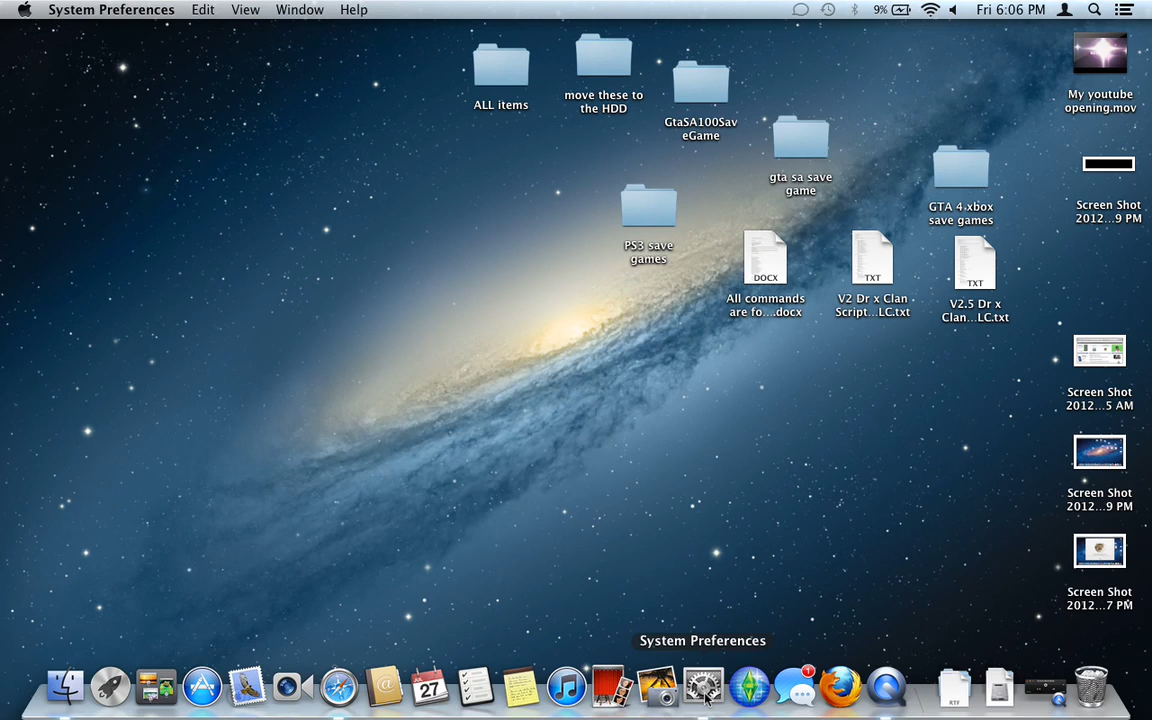 System Preferences Edit View Window Help 9% Fri 6:06 PM
ALL items
move these to
the HDD
GtaSA100Sav
eGame
gta sa save
game
GTA 4 xbox
save games
PS3 save
games
DOCX
All commands
are fo....docx
TXT
V2 Dr x Clan
Script...LC.txt
TXT
V2.5 Dr x
Clan...LC.txt
My youtube
opening.mov
Screen Shot
2012...9 PM
Screen Shot
2012...5 AM
Screen Shot
2012...9 PM
Screen Shot
2012...7 PM
System Preferences
JUL
27
1
RTF